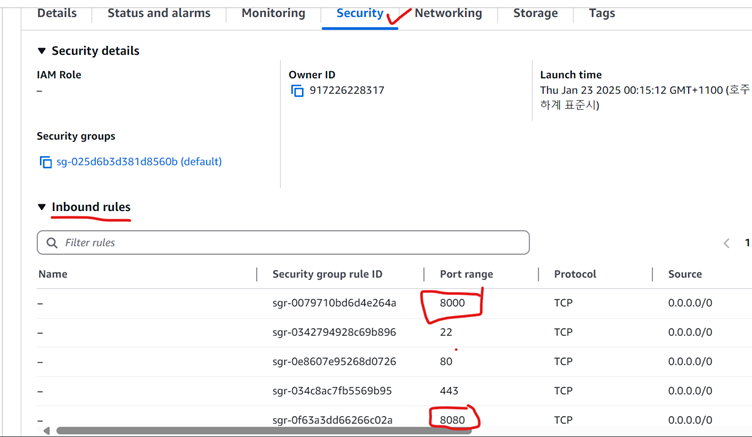 Details Status and alarms Monitoring Security Networking Storage Tags
Security details
IAM Role
–
Owner ID
917226228317
Launch time
Thu Jan 23 2025 00:15:12 GMT+1100 (호주
하계 표준시)
Security groups
sg-025d6b3d381d8560b (default)
Inbound rules
Filter rules
1
Name Security group rule ID Port range Protocol Source
– sgr-0079710bd6d4e264a 8000 TCP 0.0.0.0/0
– sgr-0342794928c69b896 22 TCP 0.0.0.0/0
– sgr-0e8607e95268d0726 80 TCP 0.0.0.0/0
– sgr-034c8ac7fb5569b95 443 TCP 0.0.0.0/0
– sgr-0f63a3dd66266c02a 8080 TCP 0.0.0.0/0